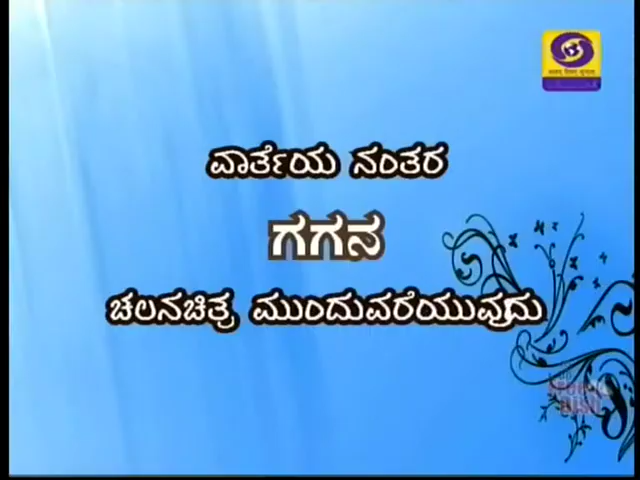 ವಾರ್ತೆಯ ನಂತರ
ಗಗನ
ಚಲನಚಿತ್ರ ಮುಂದುವರೆಯುವುದು